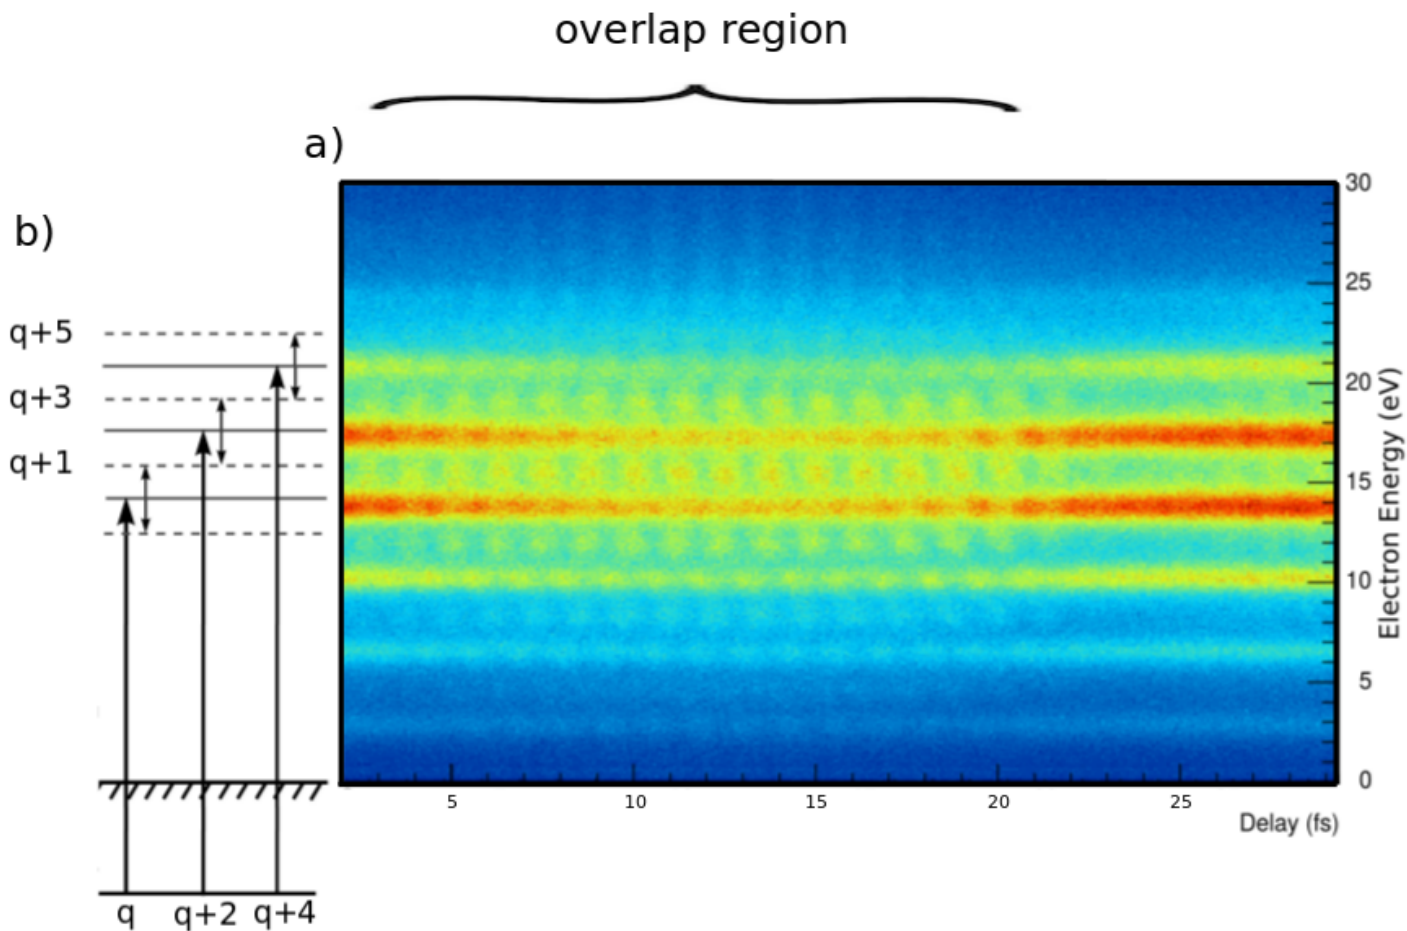 overlap region
a)
b)
q+5
q+3
q+1
q
q+2
q+4
30
25
20
15
10
5
0
Electron Energy (eV)
5
10
15
20
25
Delay (fs)